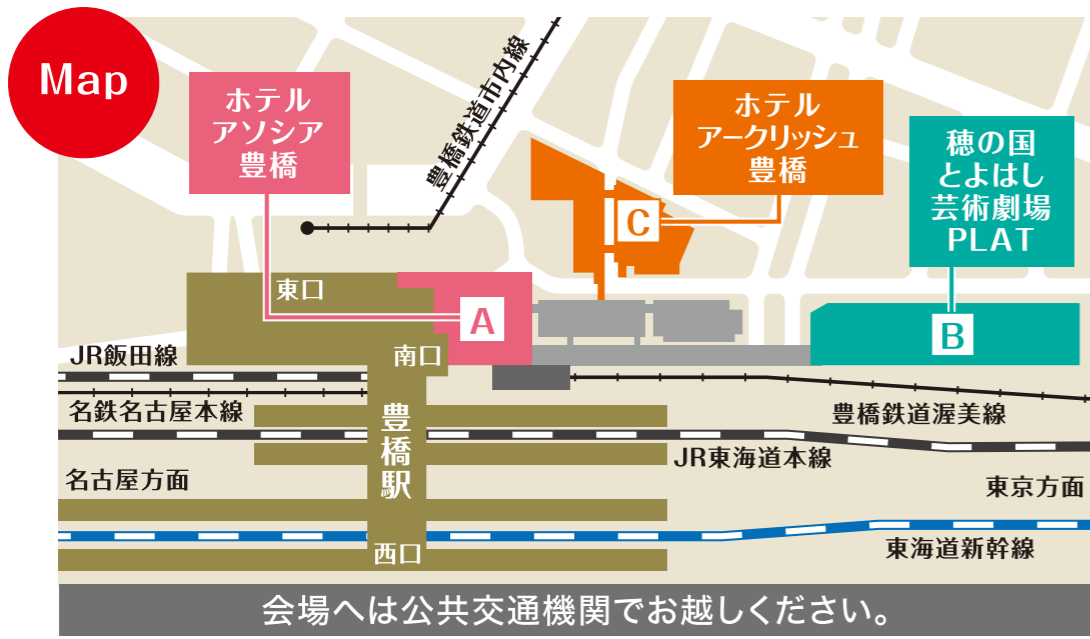 Map
ホテル
アソシア
豊橋
豊橋鉄道市内線
ホテル
アークリッシュ
豊橋
穂の国
とよはし
芸術劇場
PLAT
C
東口
A
B
南口
JR飯田線
名鉄名古屋本線
豊橋鉄道渥美線
豊橋駅
JR東海道本線
名古屋方面
東京方面
東海道新幹線
西口
会場へは公共交通機関でお越しください。